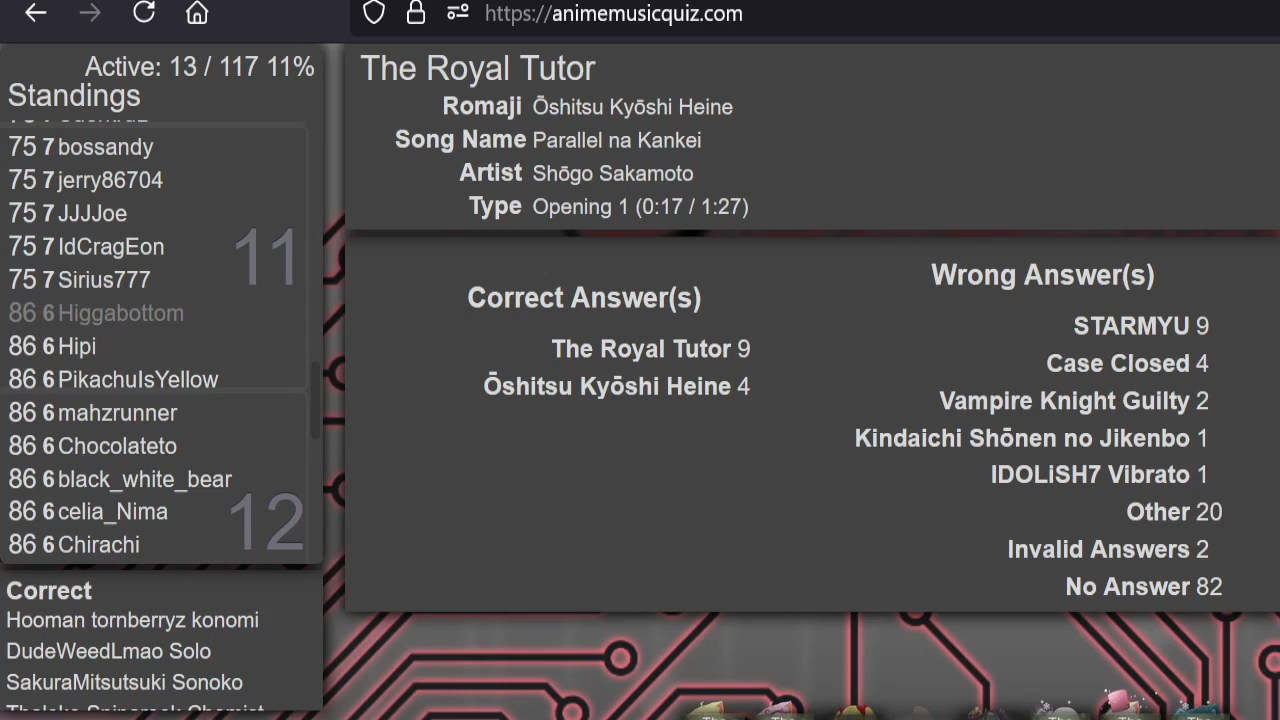 https://animemusicquiz.com
Active: 13 / 117 11%
Standings
75 7 bossandy
75 7 jerry86704
75 7 JJJJoe
75 7 IdCragEon
75 7 Sirius777
11
86 6 Higgabottom
86 6 Hipi
86 6 PikachuIsYellow
86 6 mahzrunner
86 6 Chocolateto
86 6 black_white_bear
86 6 celia_Nima
12
86 6 Chirachi
Correct
Hooman tornberryz konomi
DudeWeedLmao Solo
SakuraMitsutsuki Sonoko
The Royal Tutor
Romaji Ōshitsu Kyōshi Heine
Song Name Parallel na Kankei
Artist Shōgo Sakamoto
Type Opening 1 (0:17 / 1:27)
Correct Answer(s)
The Royal Tutor 9
Ōshitsu Kyōshi Heine 4
Wrong Answer(s)
STARMYU 9
Case Closed 4
Vampire Knight Guilty 2
Kindaichi Shōnen no Jikenbo 1
IDOLiSH7 Vibrato 1
Other 20
Invalid Answers 2
No Answer 82